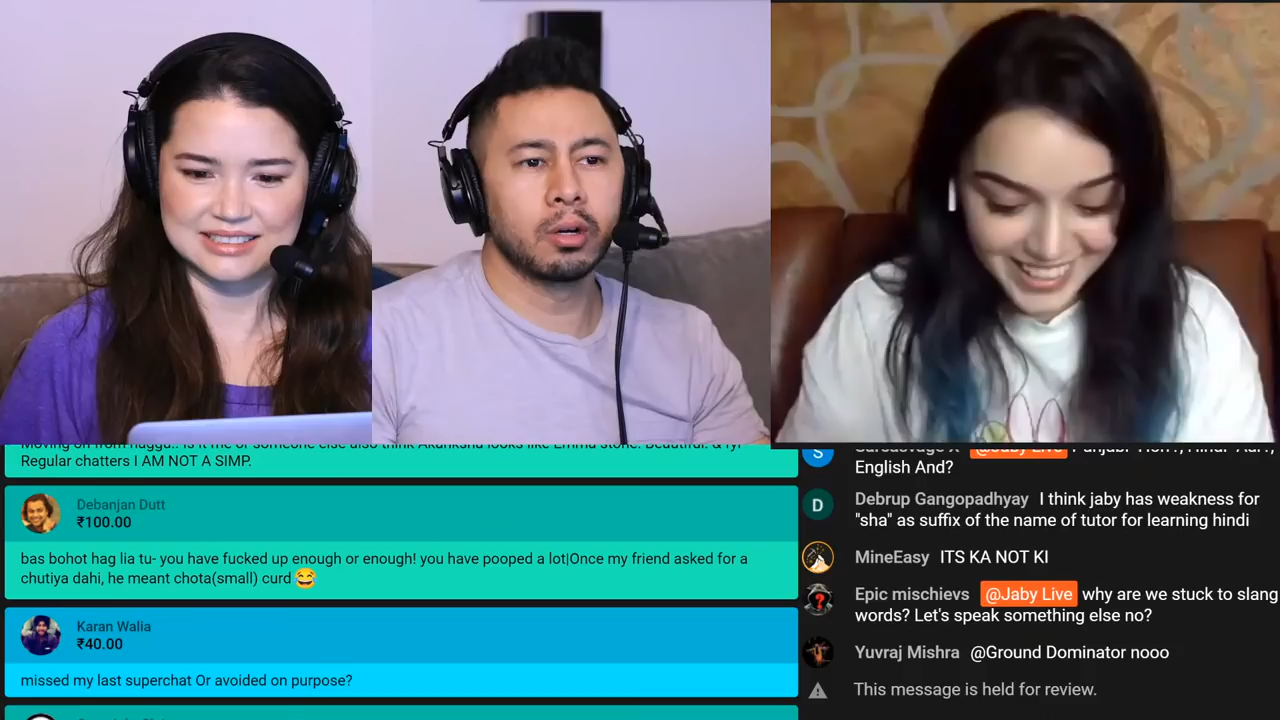 Regular chatters I AM NOT A SIMP.
Debanjan Dutt
₹100.00
bas bohot hag lia tu- you have fucked up enough or enough! you have pooped a lot|Once my friend asked for a
chutiya dahi, he meant chota(small) curd 😂
Karan Walia
₹40.00
missed my last superchat Or avoided on purpose?
S @Jaby Live
English And?
D Debrup Gangopadhyay I think jaby has weakness for
"sha" as suffix of the name of tutor for learning hindi
MineEasy ITS KA NOT KI
Epic mischievs @Jaby Live why are we stuck to slang
words? Let's speak something else no?
Yuvraj Mishra @Ground Dominator nooo
This message is held for review.